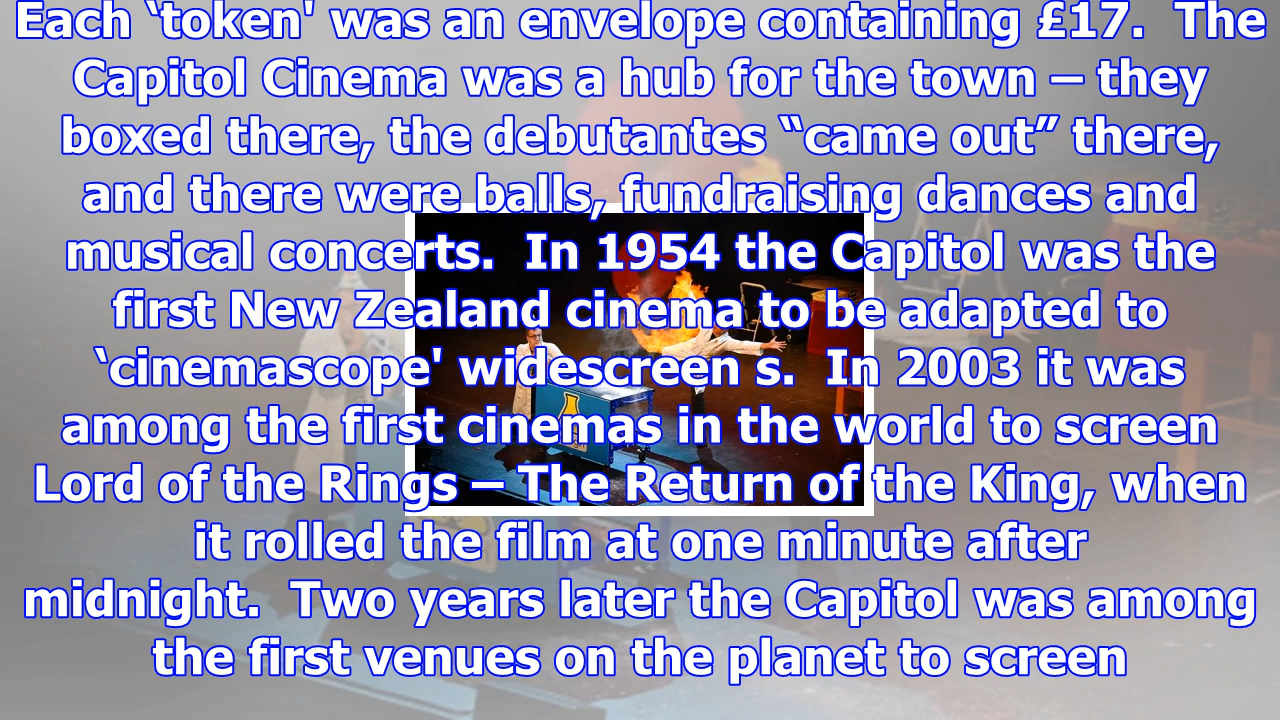 Each ‘token' was an envelope containing £17.  The
Capitol Cinema was a hub for the town – they
boxed there, the debutantes “came out” there,
and there were balls, fundraising dances and
musical concerts.  In 1954 the Capitol was the
first New Zealand cinema to be adapted to
‘cinemascope' widescreen s.  In 2003 it was
among the first cinemas in the world to screen
Lord of the Rings – The Return of the King, when
it rolled the film at one minute after
midnight.  Two years later the Capitol was among
the first venues on the planet to screen